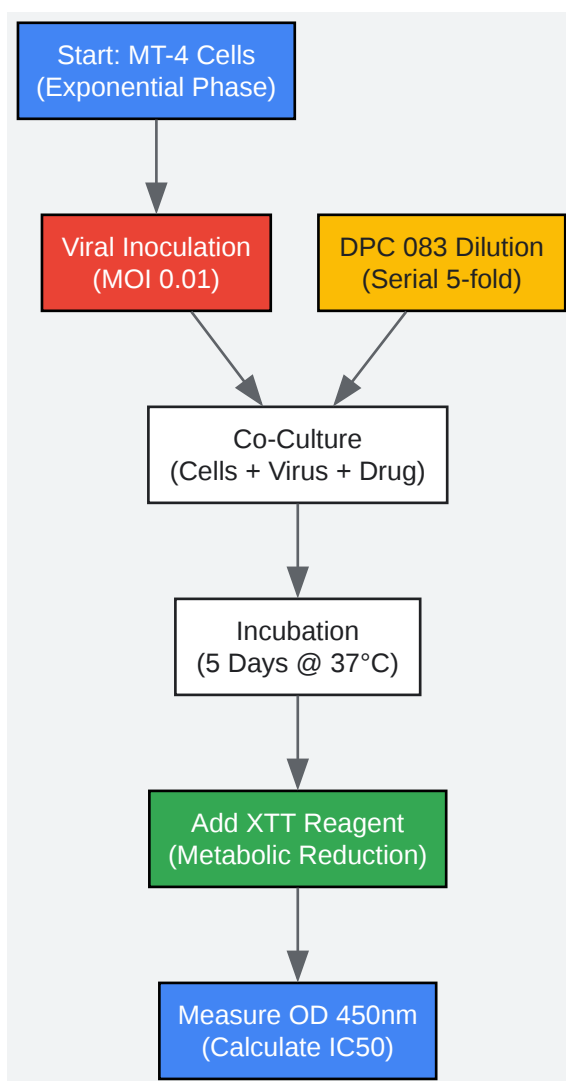 Start: MT-4 Cells
(Exponential Phase)
Viral Inoculation
(MOI 0.01)
DPC 083 Dilution
(Serial 5-fold)
Co-Culture
(Cells + Virus + Drug)
Incubation
(5 Days @ 37°C)
Add XTT Reagent
(Metabolic Reduction)
Measure OD 450nm
(Calculate IC50)